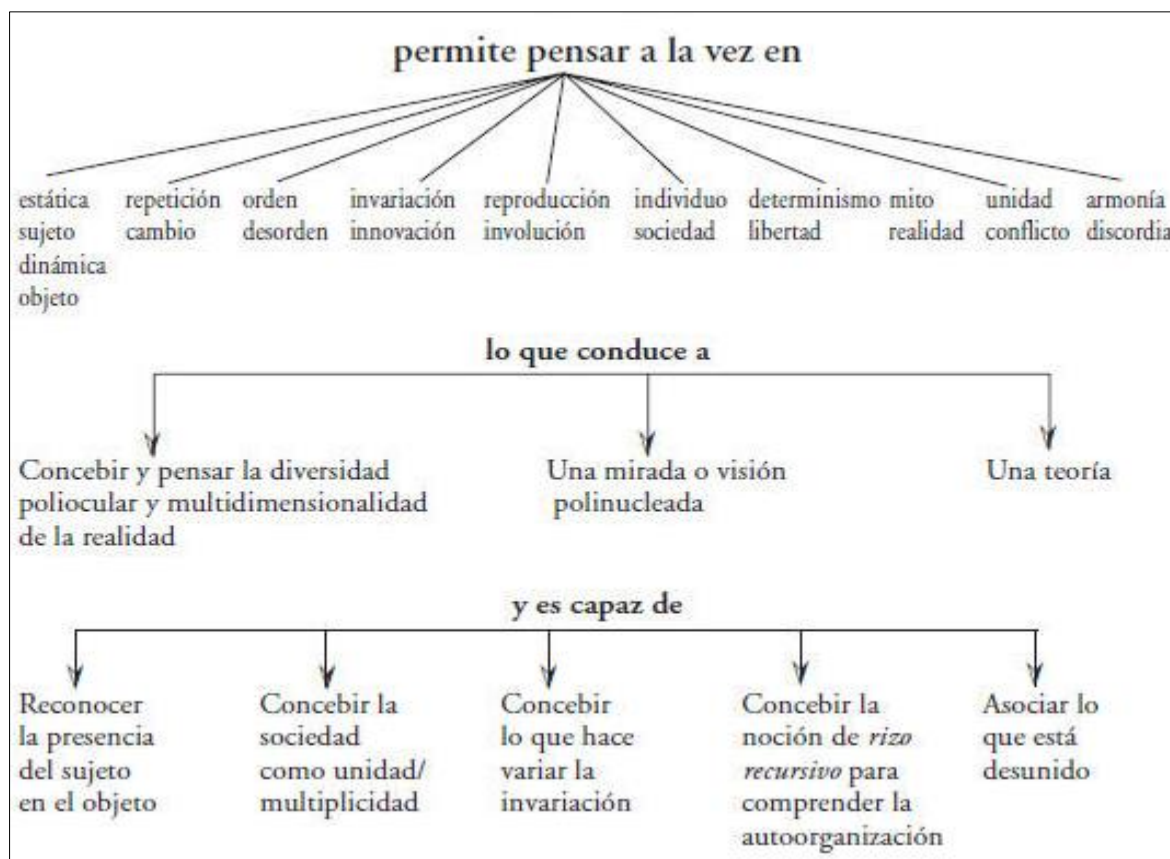 permite pensar a la vez en
estática repetición orden invariación reproducción individuo determinismo mito unidad armonía
sujeto cambio desorden innovación involución sociedad libertad realidad conflicto discordia
dinámica
objeto
lo que conduce a
Concebir y pensar la diversidad
poliocular y multidimensionalidad
de la realidad
Una mirada o visión
polinucleada
Una teoría
y es capaz de
Reconocer
la presencia
del sujeto
en el objeto
Concebir la
sociedad
como unidad/
multiplicidad
Concebir
lo que hace
variar la
invariación
Concebir la
noción de rizo
recursivo para
comprender la
autoorganización
Asociar lo
que está
desunido